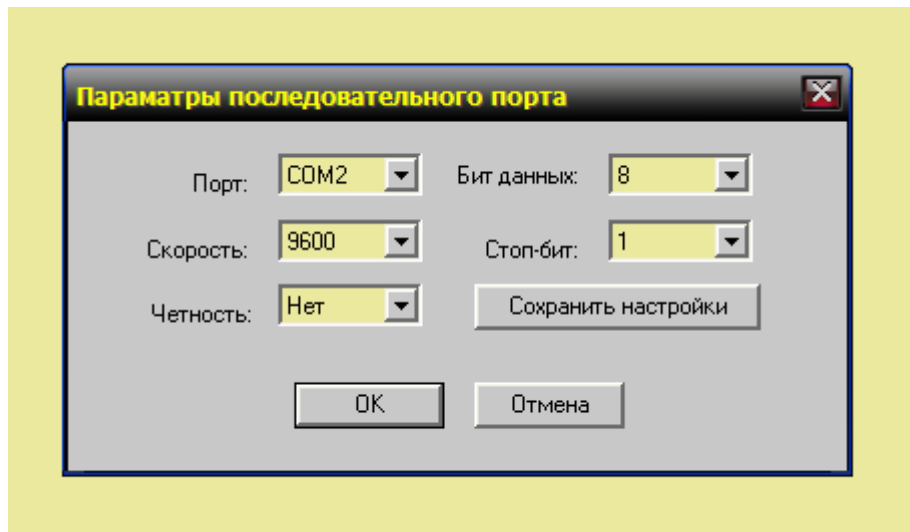 Параматры последовательного порта
Порт: COM2 Бит данных: 8
Скорость: 9600 Стоп-бит: 1
Четность: Нет Сохранить настройки
OK Отмена